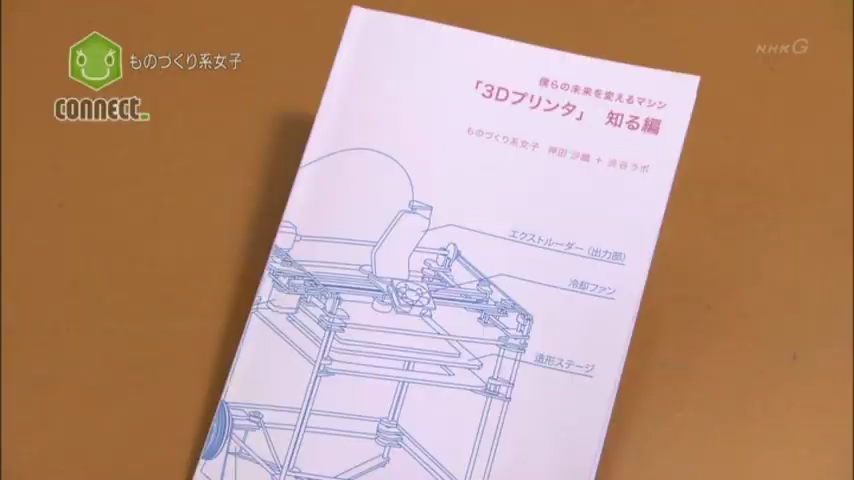 ものづくり系女子
CONNECT.
NHK G
僕らの未来を変えるマシン
「3Dプリンタ」 知る編
ものづくり系女子 神田 沙織 + 渋谷ラボ
エクストルーダー（出力部）
冷却ファン
造形ステージ